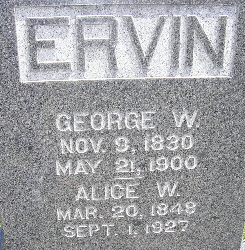 ERVIN
GEORGE W.
NOV. 9, 1830
MAY 21, 1900
ALICE W.
MAR. 20, 1848
SEPT. 1, 1927